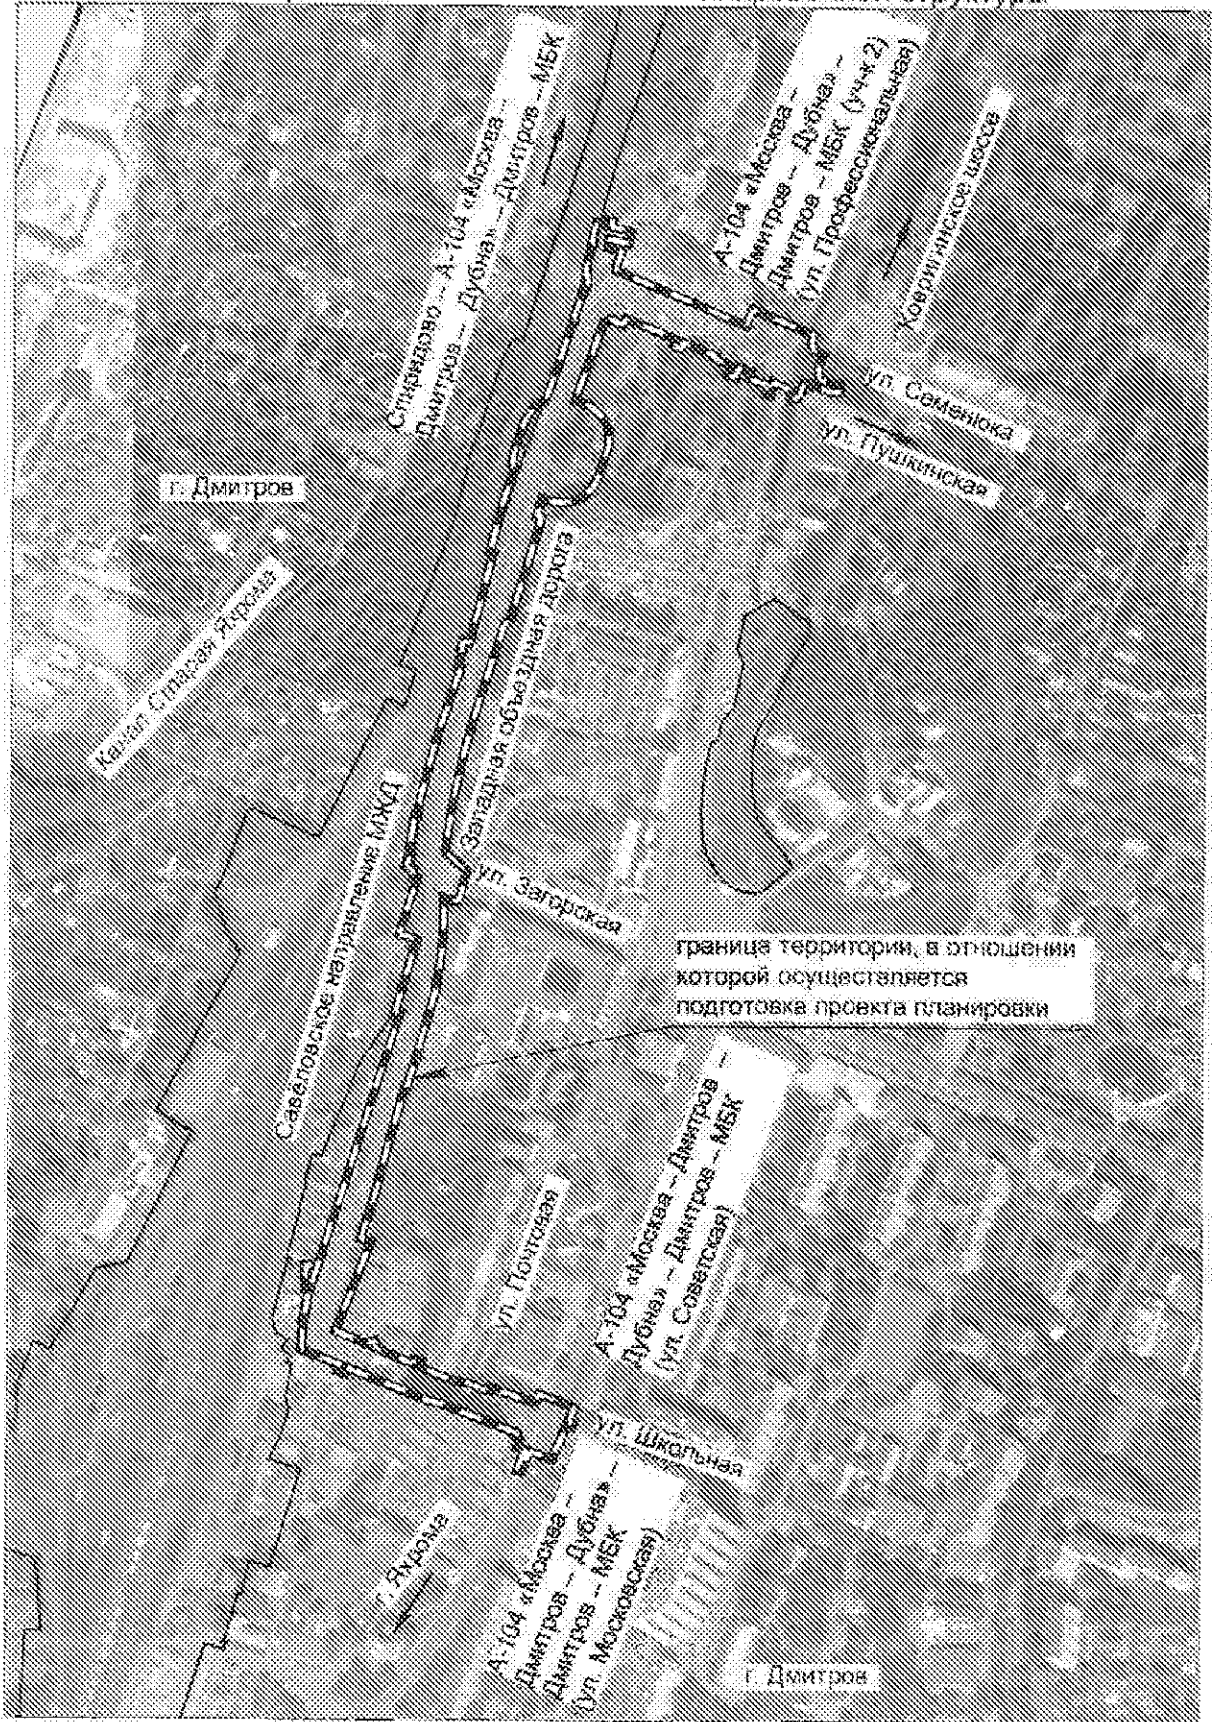 структура
Спиридово – А-104 «Москва –
Дмитров – Дубна» – Дмитров – МБК
А-104 «Москва –
Дмитров – Дубна» –
Дмитров – МБК (уч-к 2)
(ул. Профессиональная)
Ковригинское шоссе
ул. Семенюка
ул. Пушкинская
г. Дмитров
Канал Старая Яхрома
Западная объездная дорога
Савеловское направление МЖД
ул. Загорская
граница территории, в отношении
которой осуществляется
подготовка проекта планировки
ул. Почтовая
А-104 «Москва – Дмитров –
Дубна» – Дмитров – МБК
(ул. Советская)
ул. Школьная
г. Яхрома
А-104 «Москва –
Дмитров – Дубна» –
Дмитров – МБК
(ул. Московская)
г. Дмитров